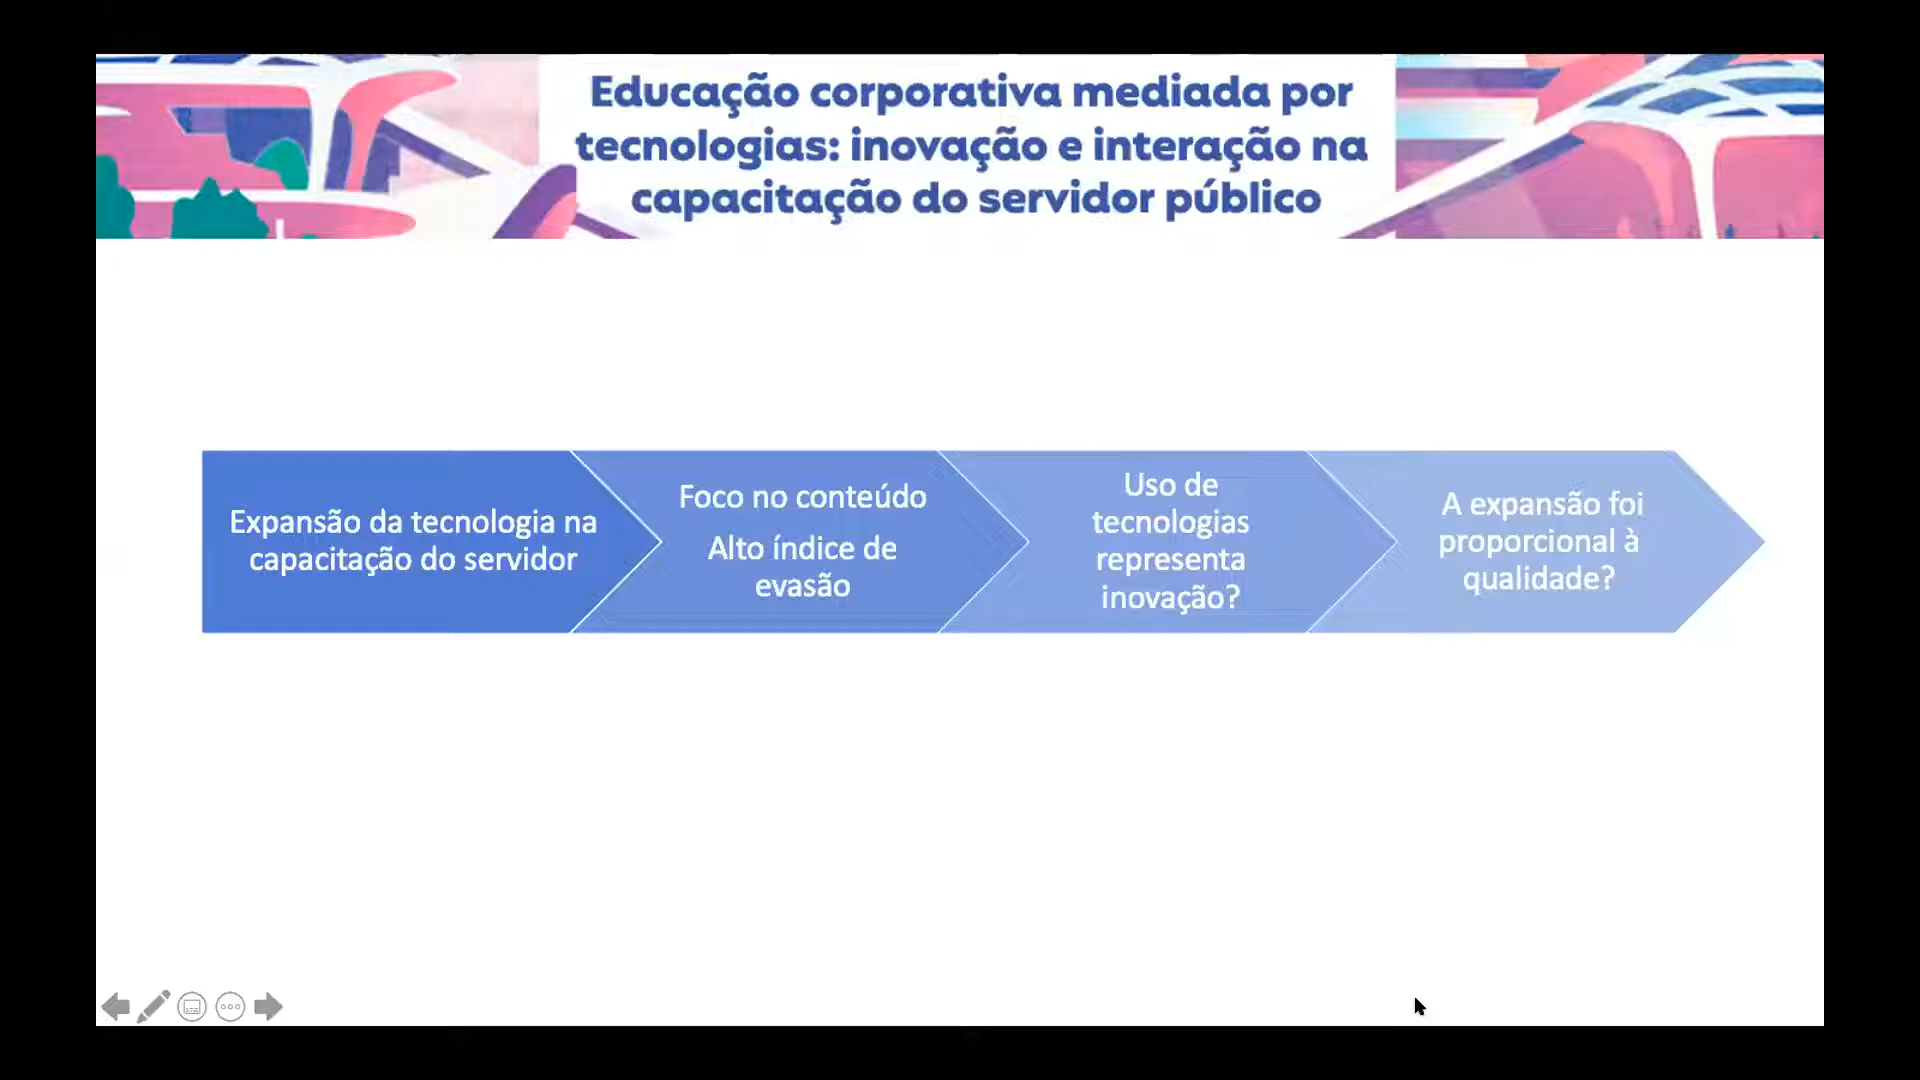 Educação corporativa mediada por
tecnologias: inovação e interação na
capacitação do servidor público
Expansão da tecnologia na
capacitação do servidor
Foco no conteúdo
Alto índice de
evasão
Uso de
tecnologias
representa
inovação?
A expansão foi
proporcional à
qualidade?